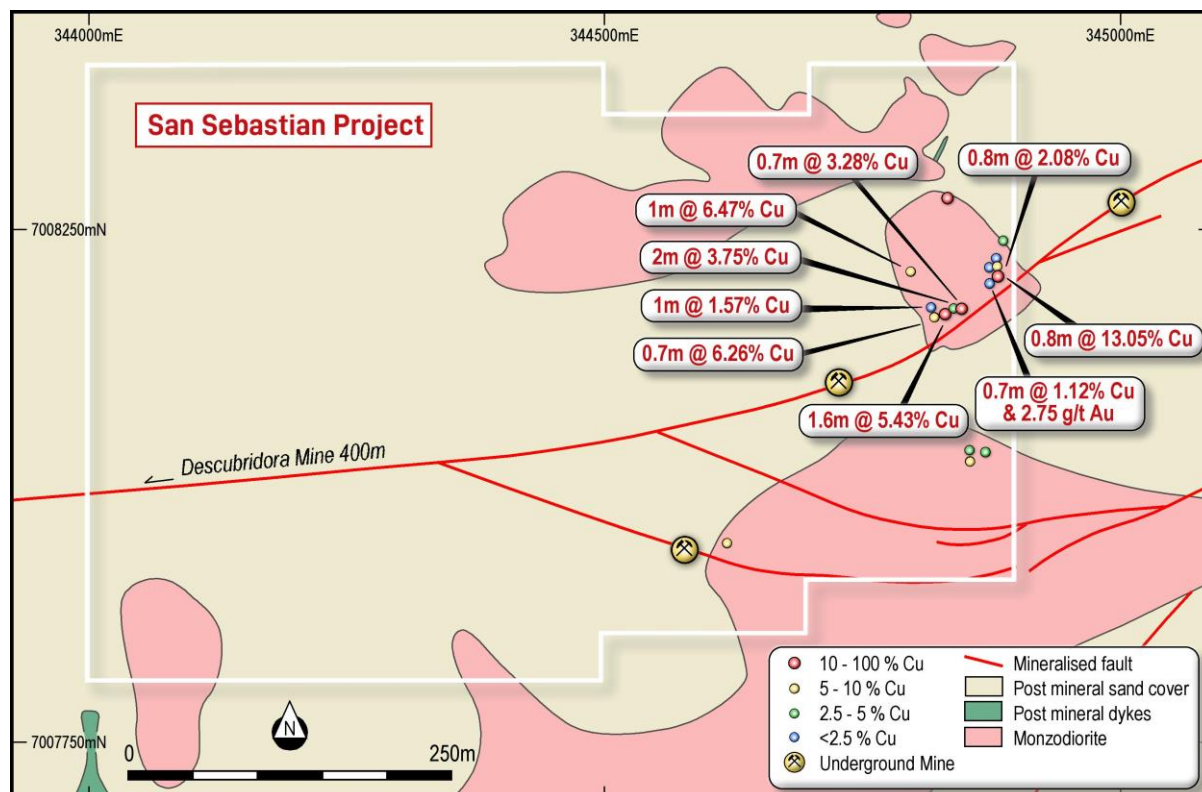 344000mE
344500mE
345000mE
San Sebastian Project
0.7m @ 3.28% Cu
0.8m @ 2.08% Cu
1m @ 6.47% Cu
7008250mN
2m @ 3.75% Cu
1m @ 1.57% Cu
0.7m @ 6.26% Cu
0.8m @ 13.05% Cu
0.7m @ 1.12% Cu
& 2.75 g/t Au
1.6m @ 5.43% Cu
Descubridora Mine 400m
7007750mN
N
0
250m
10 - 100 % Cu
5 - 10 % Cu
2.5 - 5 % Cu
<2.5 % Cu
Underground Mine
Mineralised fault
Post mineral sand cover
Post mineral dykes
Monzodiorite